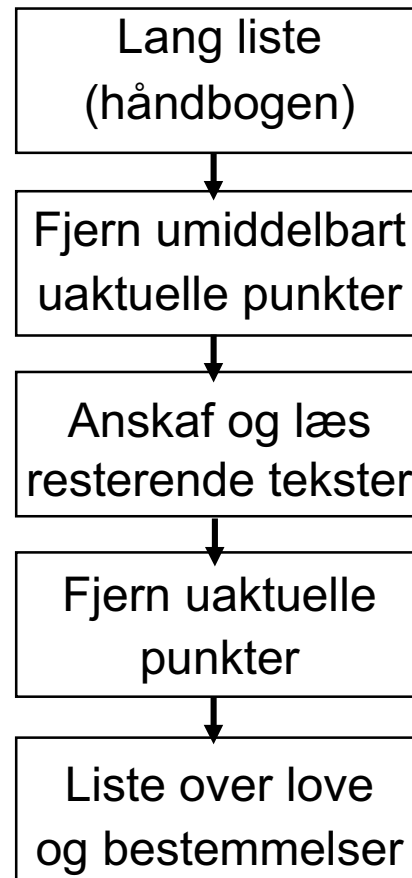 Lang liste
(håndbogen)
Fjern umiddelbart
uaktuelle punkter
Anskaf og læs
resterende tekster
Fjern uaktuelle
punkter
Liste over love
og bestemmelser